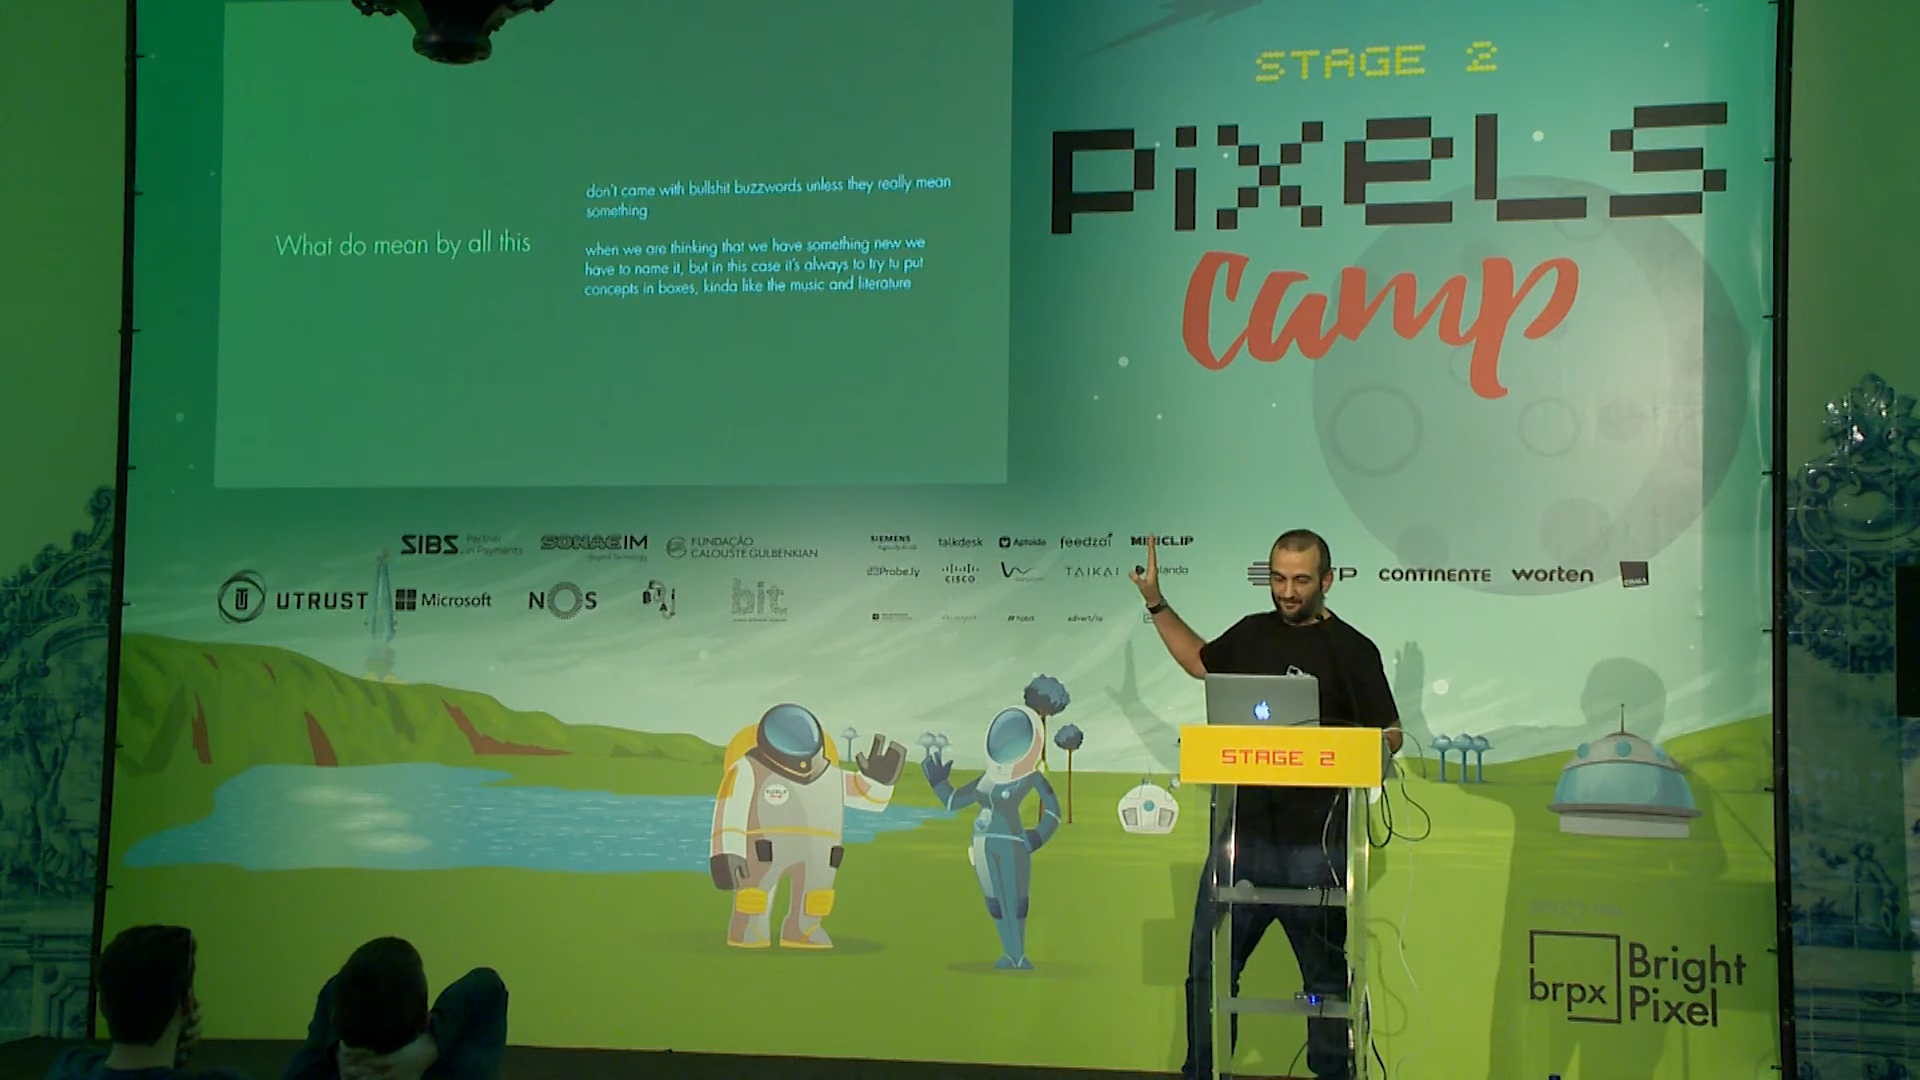 STAGE 2
PixELS
camp
What do mean by all this
don't came with bullshit buzzwords unless they really mean
something
when we are thinking that we have something new we
have to name it, but in this case it's always to try tu put
concepts in boxes, kinda like the music and literature
SIBS Partner in Payments
SONAE IM
FUNDAÇÃO
CALOUSTE GULBENKIAN
SIEMENS
talkdesk
Aptoide
feedzai
MINICLIP
Probe.ly
CISCO
TAIKAI
CONTINENTE
worten
UTRUST
Microsoft
NOS
bit
habit
advertio
STAGE 2
brpx
Bright
Pixel